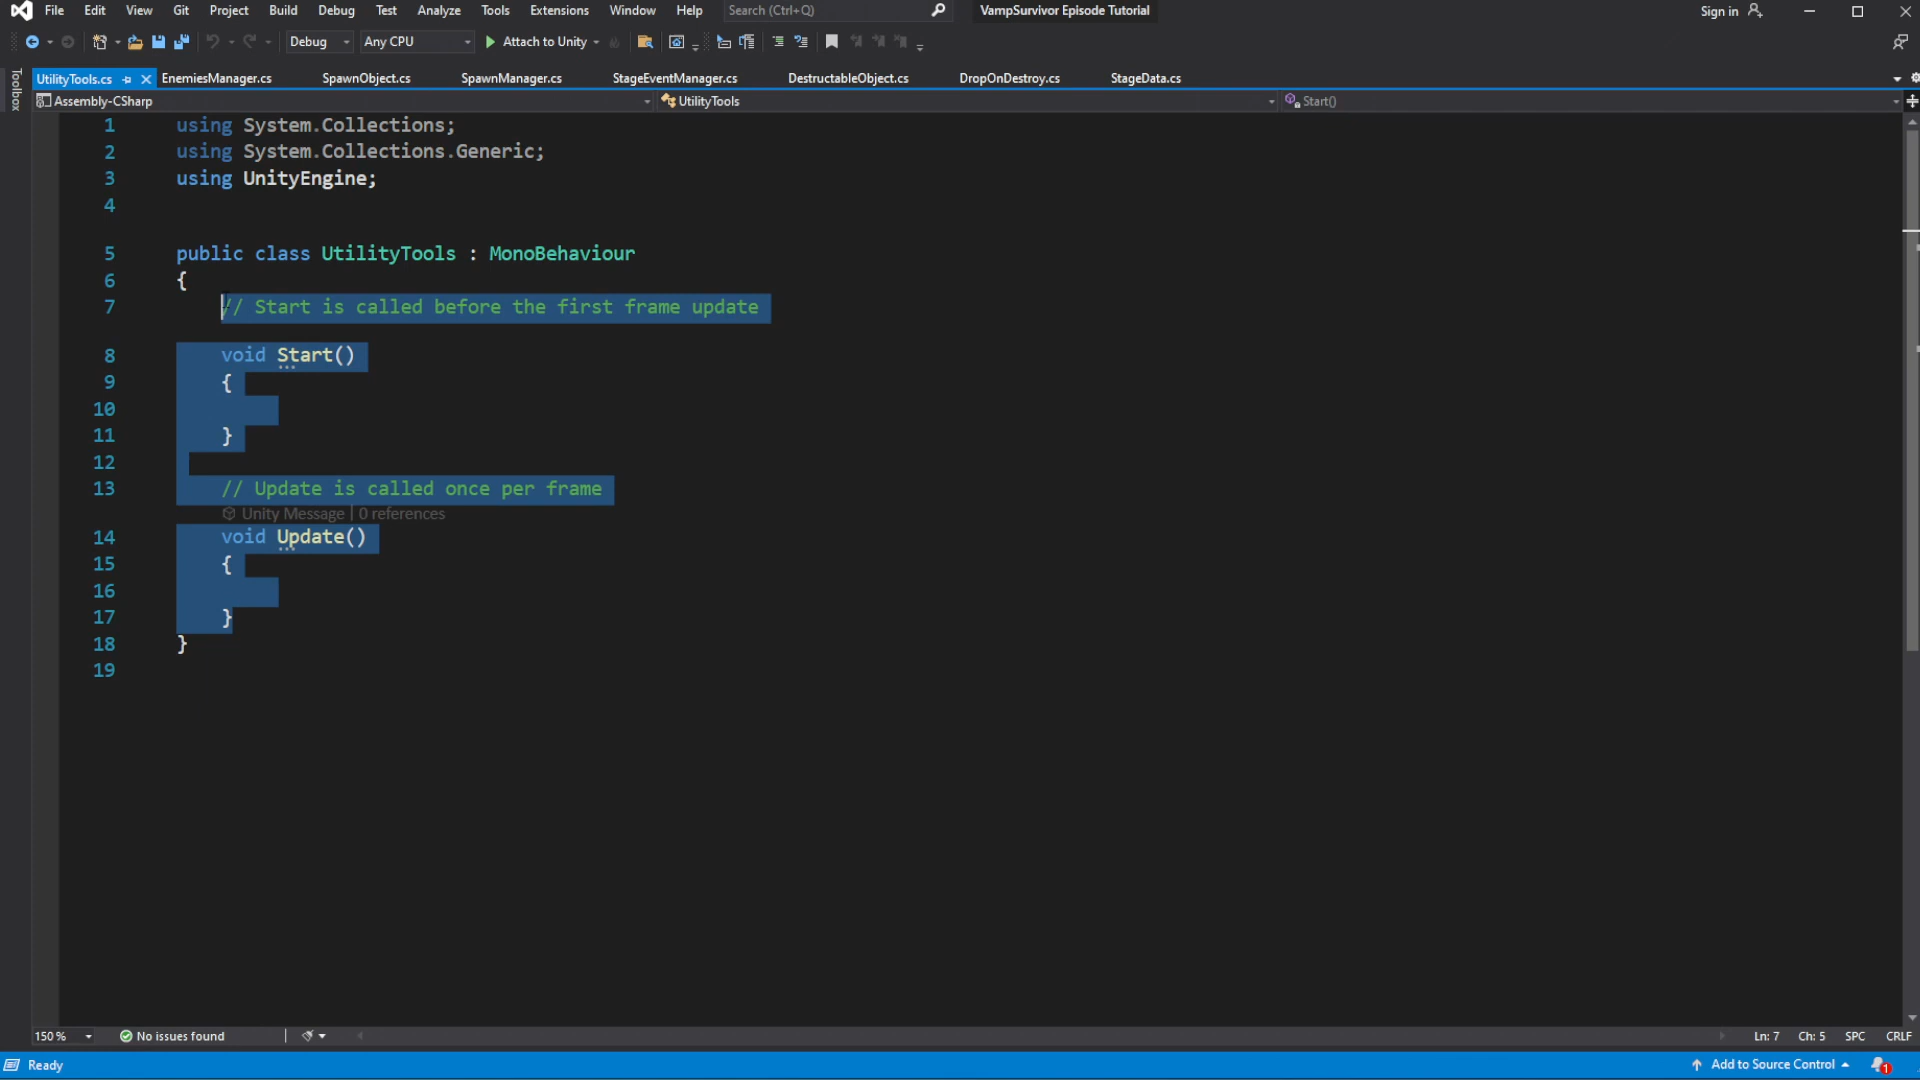 File Edit View Git Project Build Debug Test Analyze Tools Extensions Window Help Search (Ctrl+Q) VampSurvivor Episode Tutorial Sign in
Debug Any CPU Attach to Unity
Toolbox
UtilityTools.cs EnemiesManager.cs SpawnObject.cs SpawnManager.cs StageEventManager.cs DestructableObject.cs DropOnDestroy.cs StageData.cs
Assembly-CSharp UtilityTools Start()
1 using System.Collections;
2 using System.Collections.Generic;
3 using UnityEngine;
4
5 public class UtilityTools : MonoBehaviour
6 {
7 // Start is called before the first frame update
8 void Start()
9 {
10
11 }
12
13 // Update is called once per frame
Unity Message | 0 references
14 void Update()
15 {
16
17 }
18 }
19
150 % No issues found Ln: 7 Ch: 5 SPC CRLF
Ready Add to Source Control 1